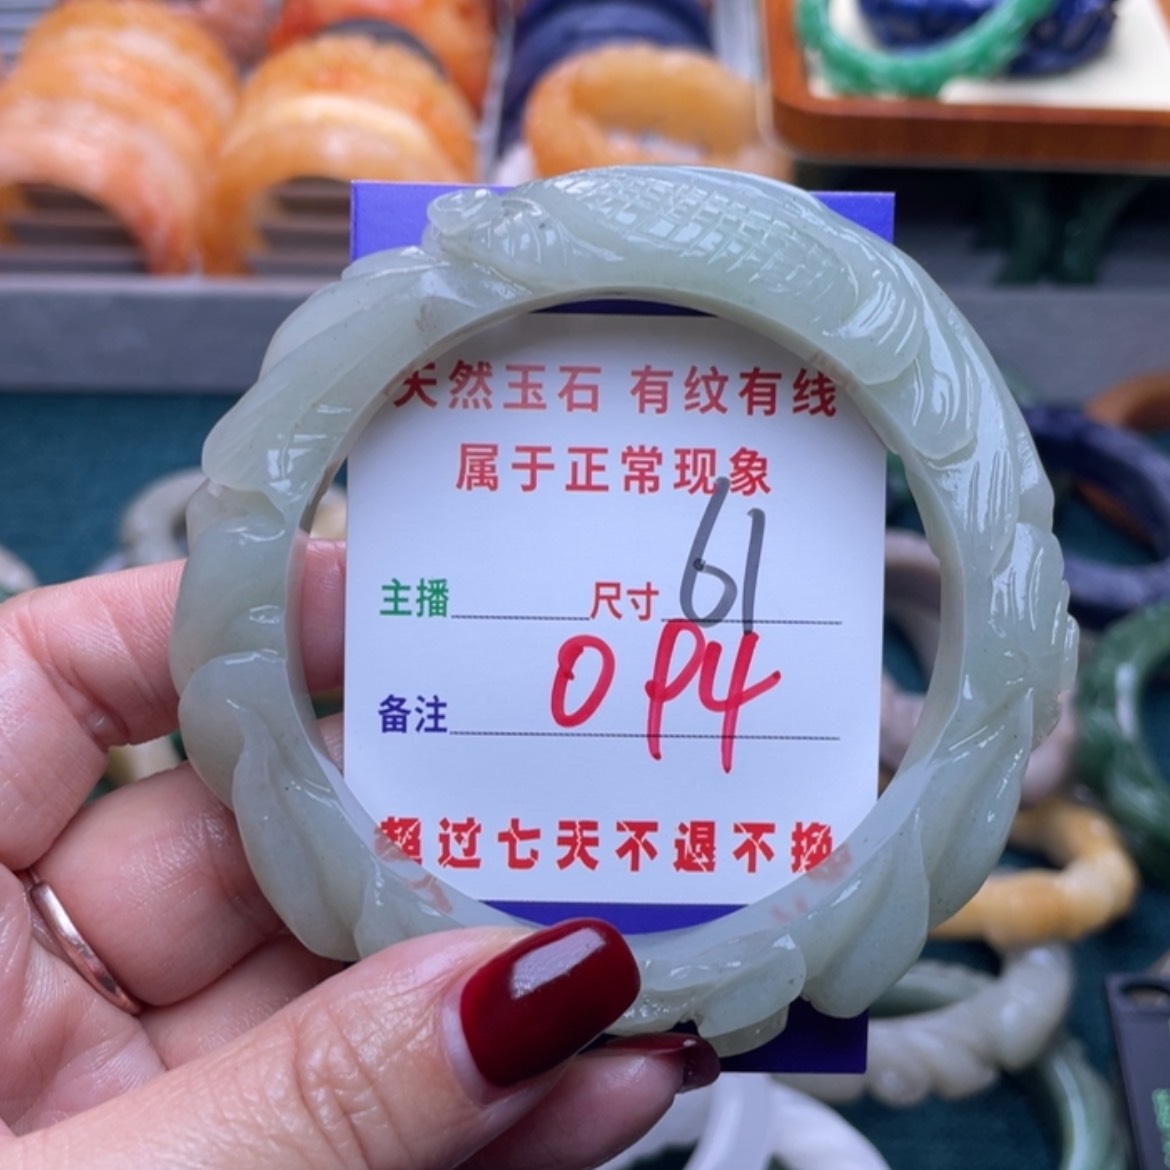 天然玉石 有纹有线
属于正常现象
主播 尺寸 61
备注 0P4
超过七天不退不换